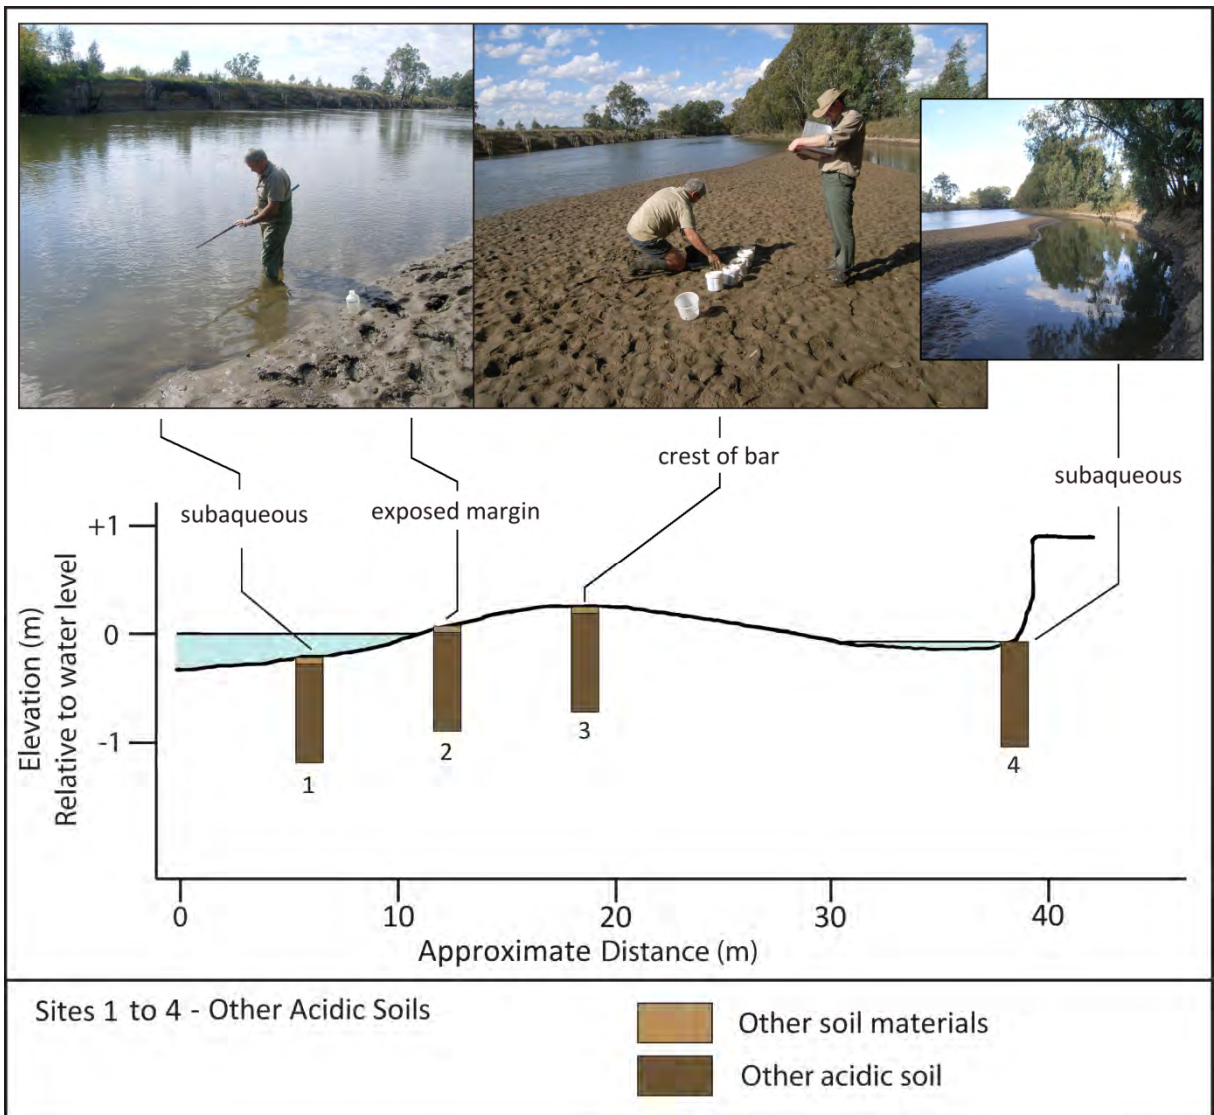 crest of bar
subaqueous
subaqueous
exposed margin
+1
0
-1
Elevation (m)
Relative to water level
1
2
3
4
0
10
20
30
40
Approximate Distance (m)
Sites 1 to 4 - Other Acidic Soils
Other soil materials
Other acidic soil